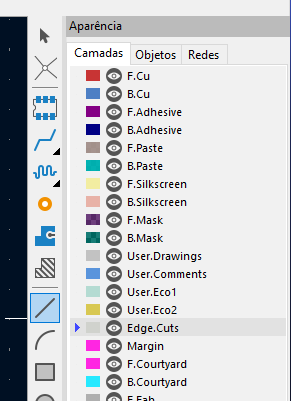 Aparência
Camadas Objetos Redes
F.Cu
B.Cu
F.Adhesive
B.Adhesive
F.Paste
B.Paste
F.Silkscreen
B.Silkscreen
F.Mask
B.Mask
User.Drawings
User.Comments
User.Eco1
User.Eco2
Edge.Cuts
Margin
F.Courtyard
B.Courtyard
F.Fab